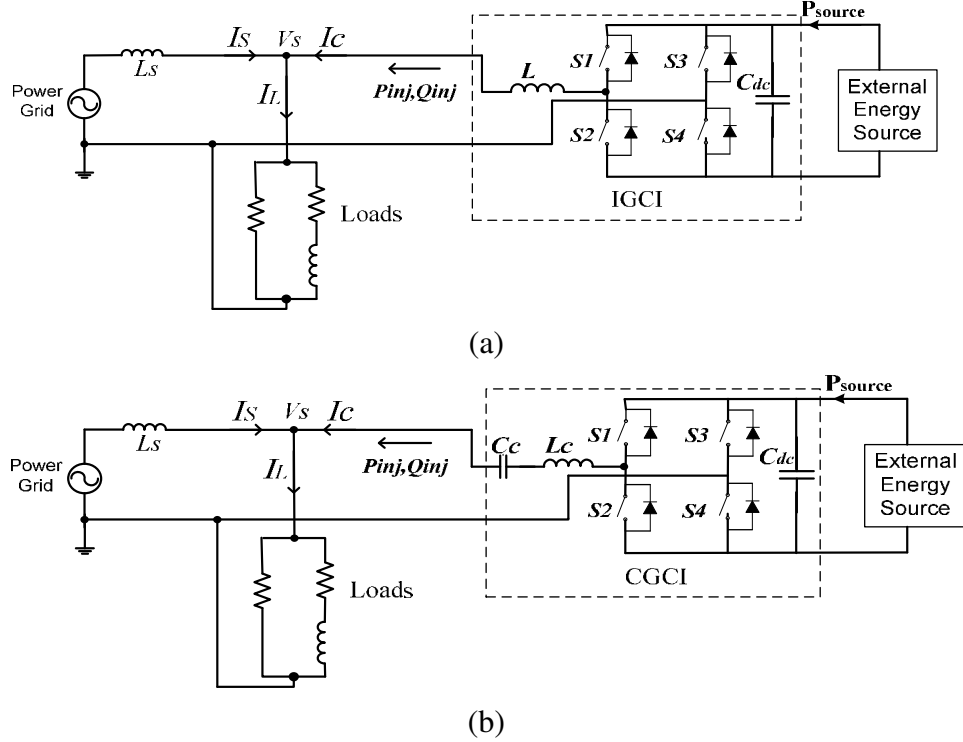 Psource
Is Vs Ic
Ls
Power
Grid
Pinj,Qinj
L
S1
S3
Cdc
External
Energy
Source
IL
S2
S4
IGCI
Loads
(a)
Psource
Is Vs Ic
Ls
Power
Grid
Pinj,Qinj
Cc
Lc
S1
S3
Cdc
External
Energy
Source
IL
S2
S4
CGCI
Loads
(b)